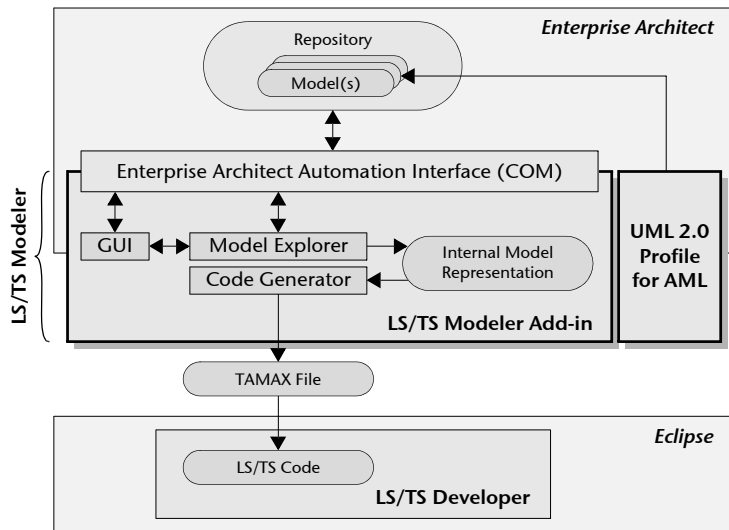 Enterprise Architect
Repository
Model(s)
Enterprise Architect Automation Interface (COM)
LS/TS Modeler
GUI
Model Explorer
Code Generator
Internal Model
Representation
UML 2.0
Profile
for AML
LS/TS Modeler Add-in
TAMAX File
Eclipse
LS/TS Code
LS/TS Developer